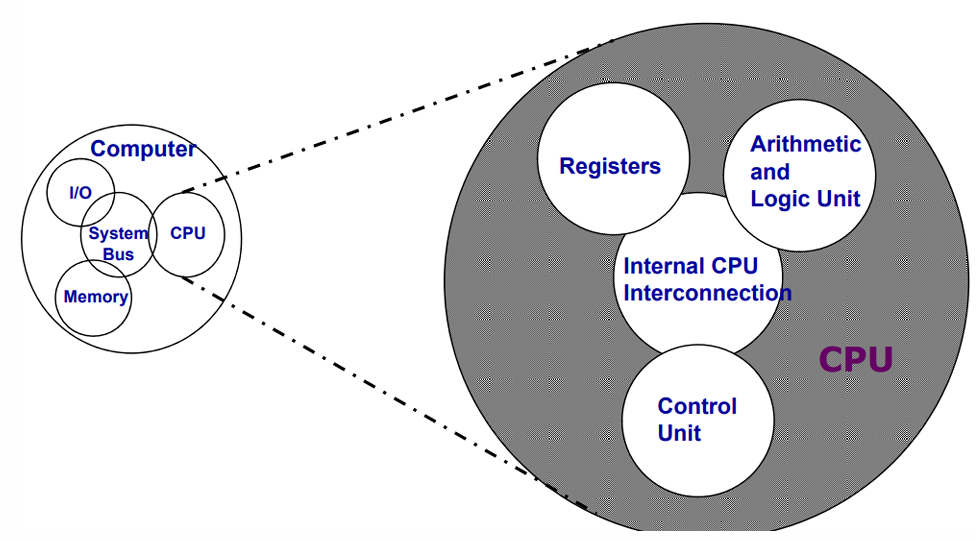 Computer
I/O
System
Bus
CPU
Memory
Registers
Arithmetic
and
Logic Unit
Internal CPU
Interconnection
CPU
Control
Unit